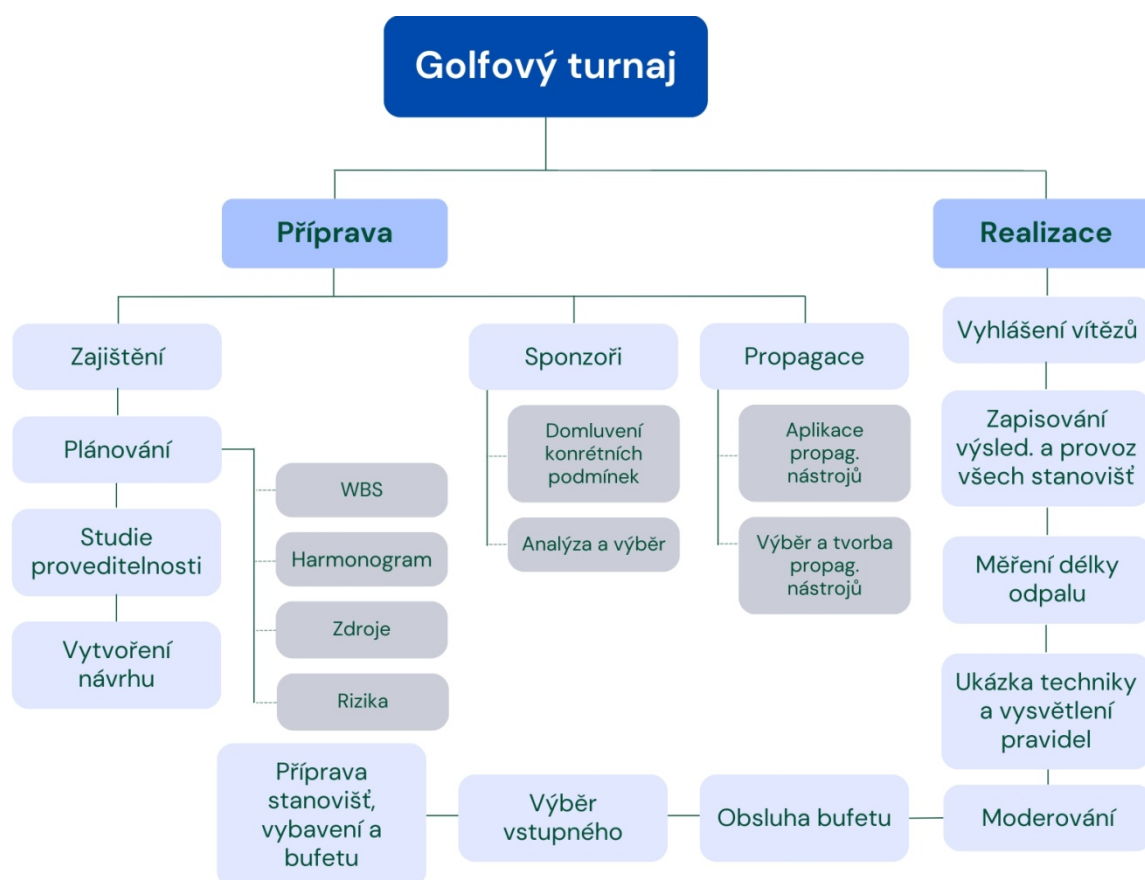 Golfový turnaj
Příprava
Realizace
Zajištění
Plánování
WBS
Harmonogram
Zdroje
Rizika
Studie
proveditelnosti
Vytvoření
návrhu
Sponzoři
Domluvení
konrétních
podmínek
Analýza a výběr
Propagace
Aplikace
propag.
nástrojů
Výběr a tvorba
propag.
nástrojů
Vyhlášení vítězů
Zapisování
výsled. a provoz
všech stanovišť
Měření délky
odpalu
Ukázka techniky
a vysvětlení
pravidel
Moderování
Obsluha bufetu
Výběr
vstupného
Příprava
stanovišť,
vybavení a
bufetu